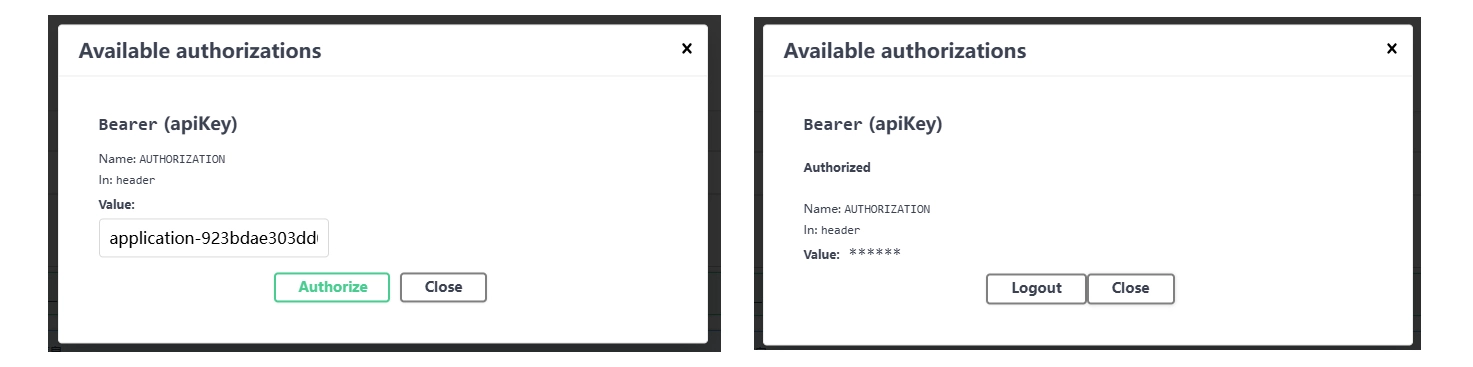 Available authorizations
×
Bearer (apiKey)
Name: AUTHORIZATION
In: header
Value:
application-923bdae303dd
Authorize
Close
Available authorizations
×
Bearer (apiKey)
Authorized
Name: AUTHORIZATION
In: header
Value: ******
Logout
Close